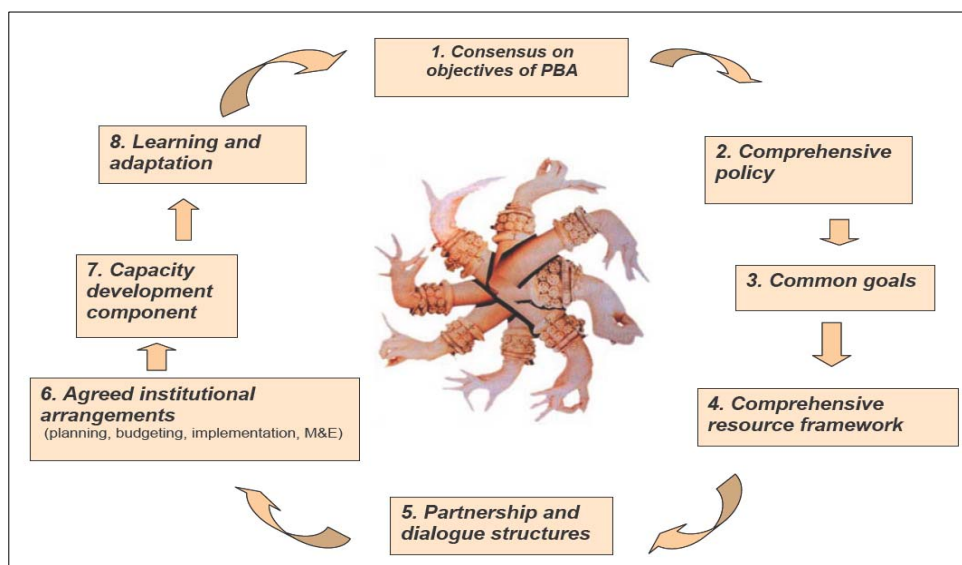 1. Consensus on
objectives of PBA
2. Comprehensive
policy
3. Common goals
4. Comprehensive
resource framework
5. Partnership and
dialogue structures
6. Agreed institutional
arrangements
(planning, budgeting, implementation, M&E)
7. Capacity
development
component
8. Learning and
adaptation